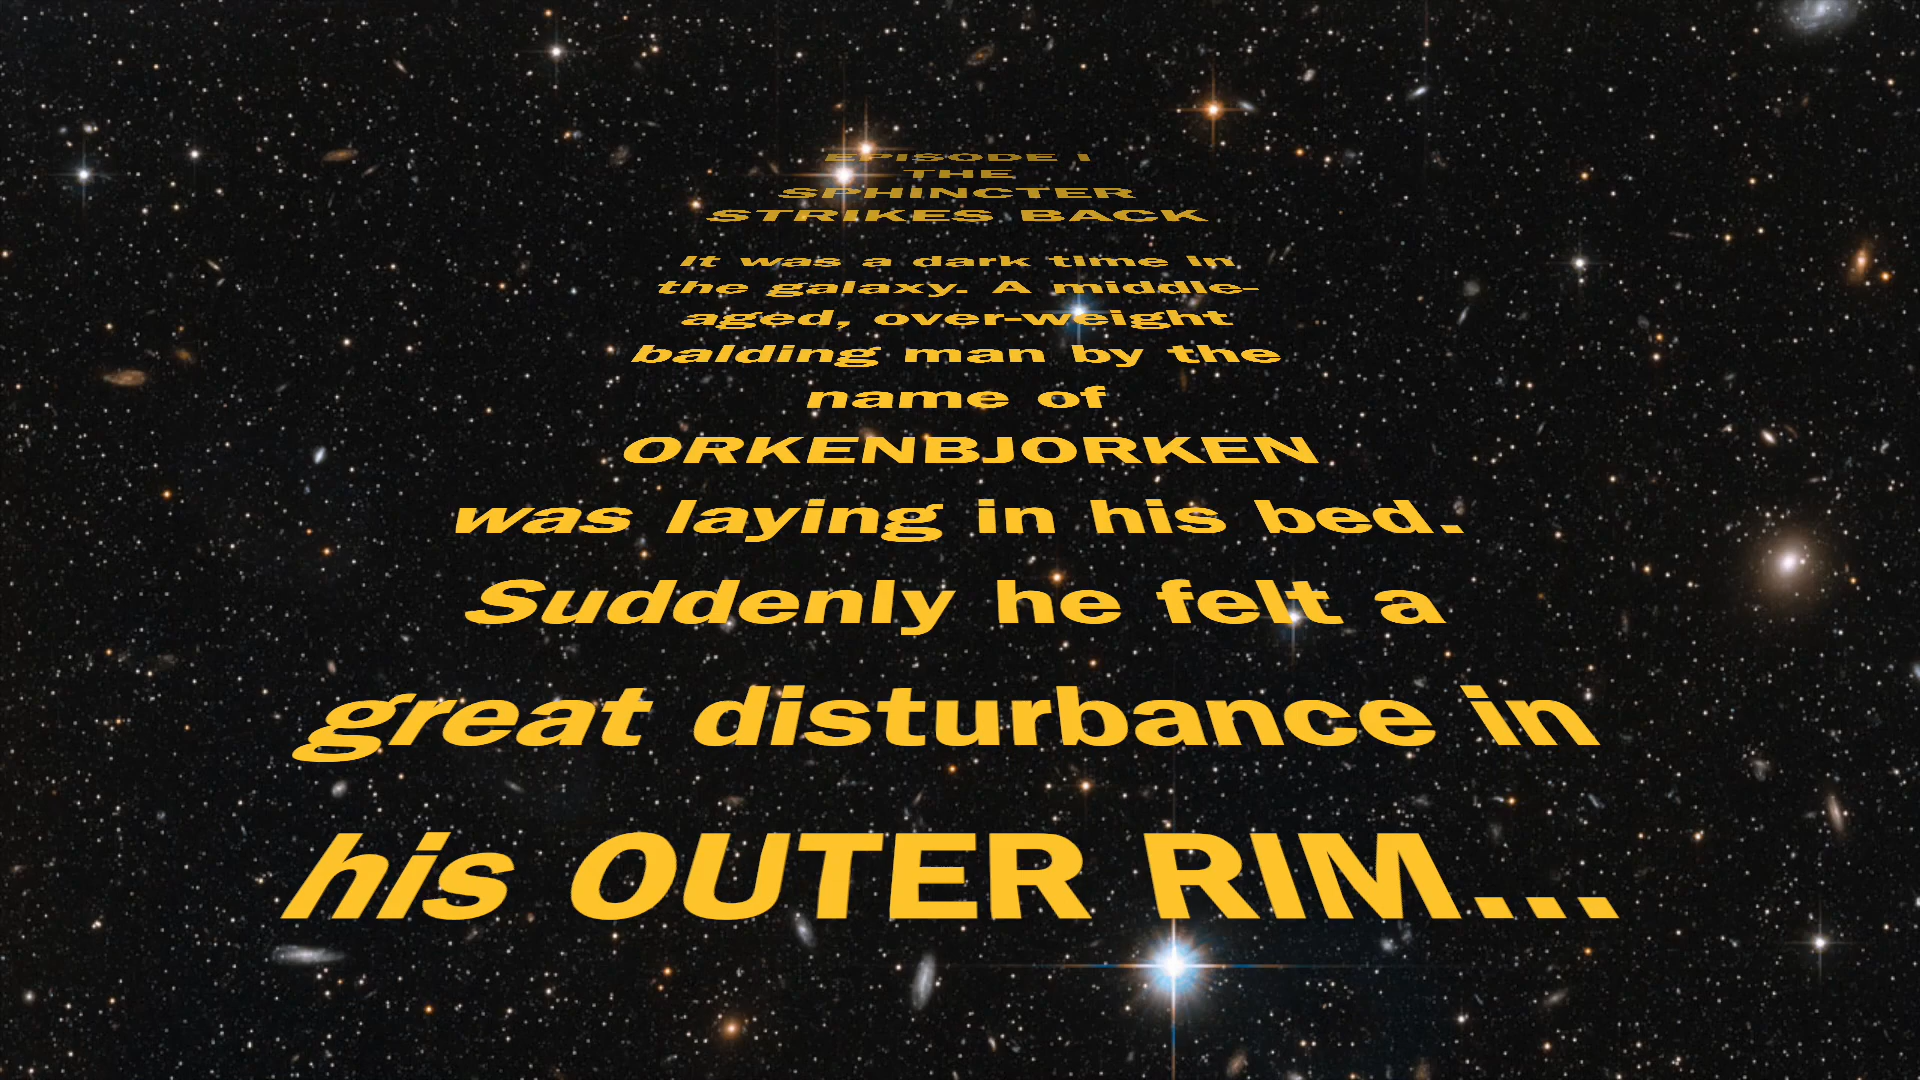 EPISODE I
THE
SPHINCTER
STRIKES BACK
It was a dark time in
the galaxy. A middle-
aged, over-weight
balding man by the
name of
ORKENBJORKEN
was laying in his bed.
Suddenly he felt a
great disturbance in
his OUTER RIM...